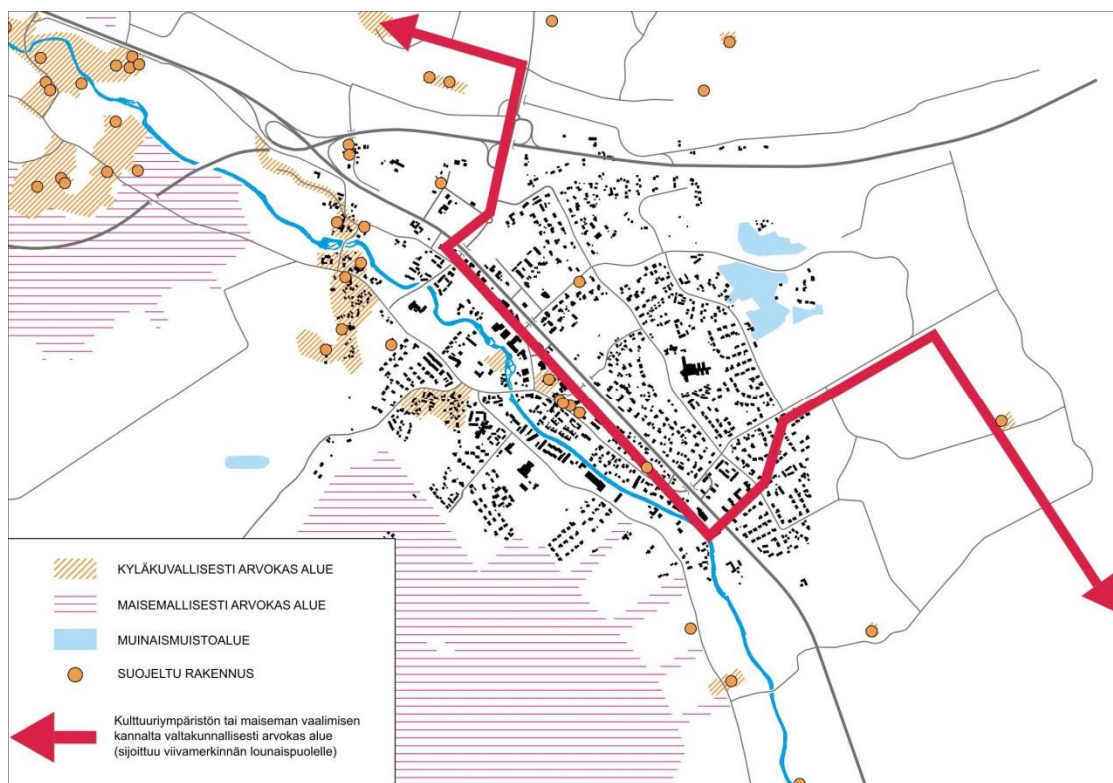 KYLÄKUVALLISESTI ARVOKAS ALUE
MAISEMALLISESTI ARVOKAS ALUE
MUINAISMUISTOALUE
SUOJELTU RAKENNUS
Kulttuuriympäristön tai maiseman vaalimisen
kannalta valtakunnallisesti arvokas alue
(sijoittuu viivamerkinnän lounaispuolelle)